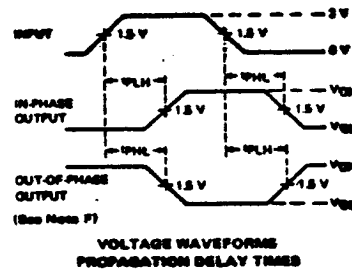 3 V
INPUT
1.5 V
1.5 V
0 V
tPLH
tPHL
IN-PHASE
OUTPUT
1.5 V
1.5 V
tPHL
tPLH
OUT-OF-PHASE
OUTPUT
1.5 V
1.5 V
(See Note F)
VOLTAGE WAVEFORMS
PROPAGATION DELAY TIMES